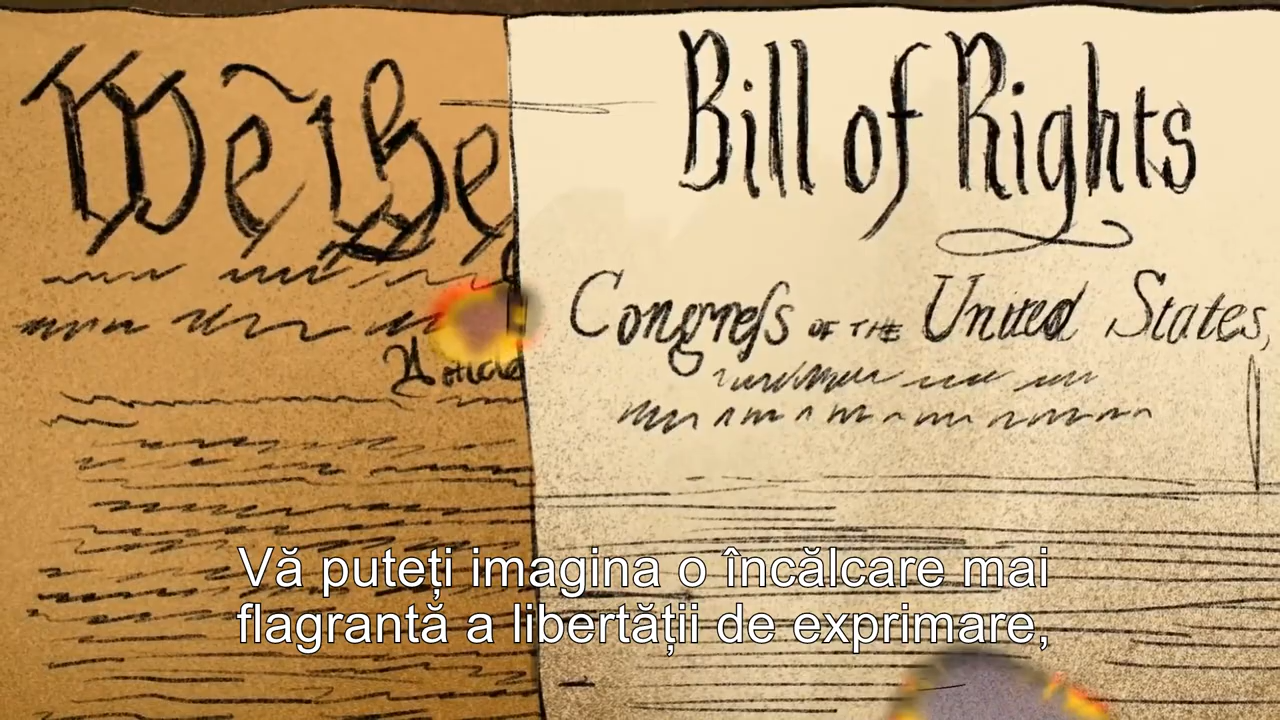 We the
Article
Bill of Rights
Congreſs OF THE United States,
Vă puteți imagina o încălcare mai
flagrantă a libertății de exprimare,